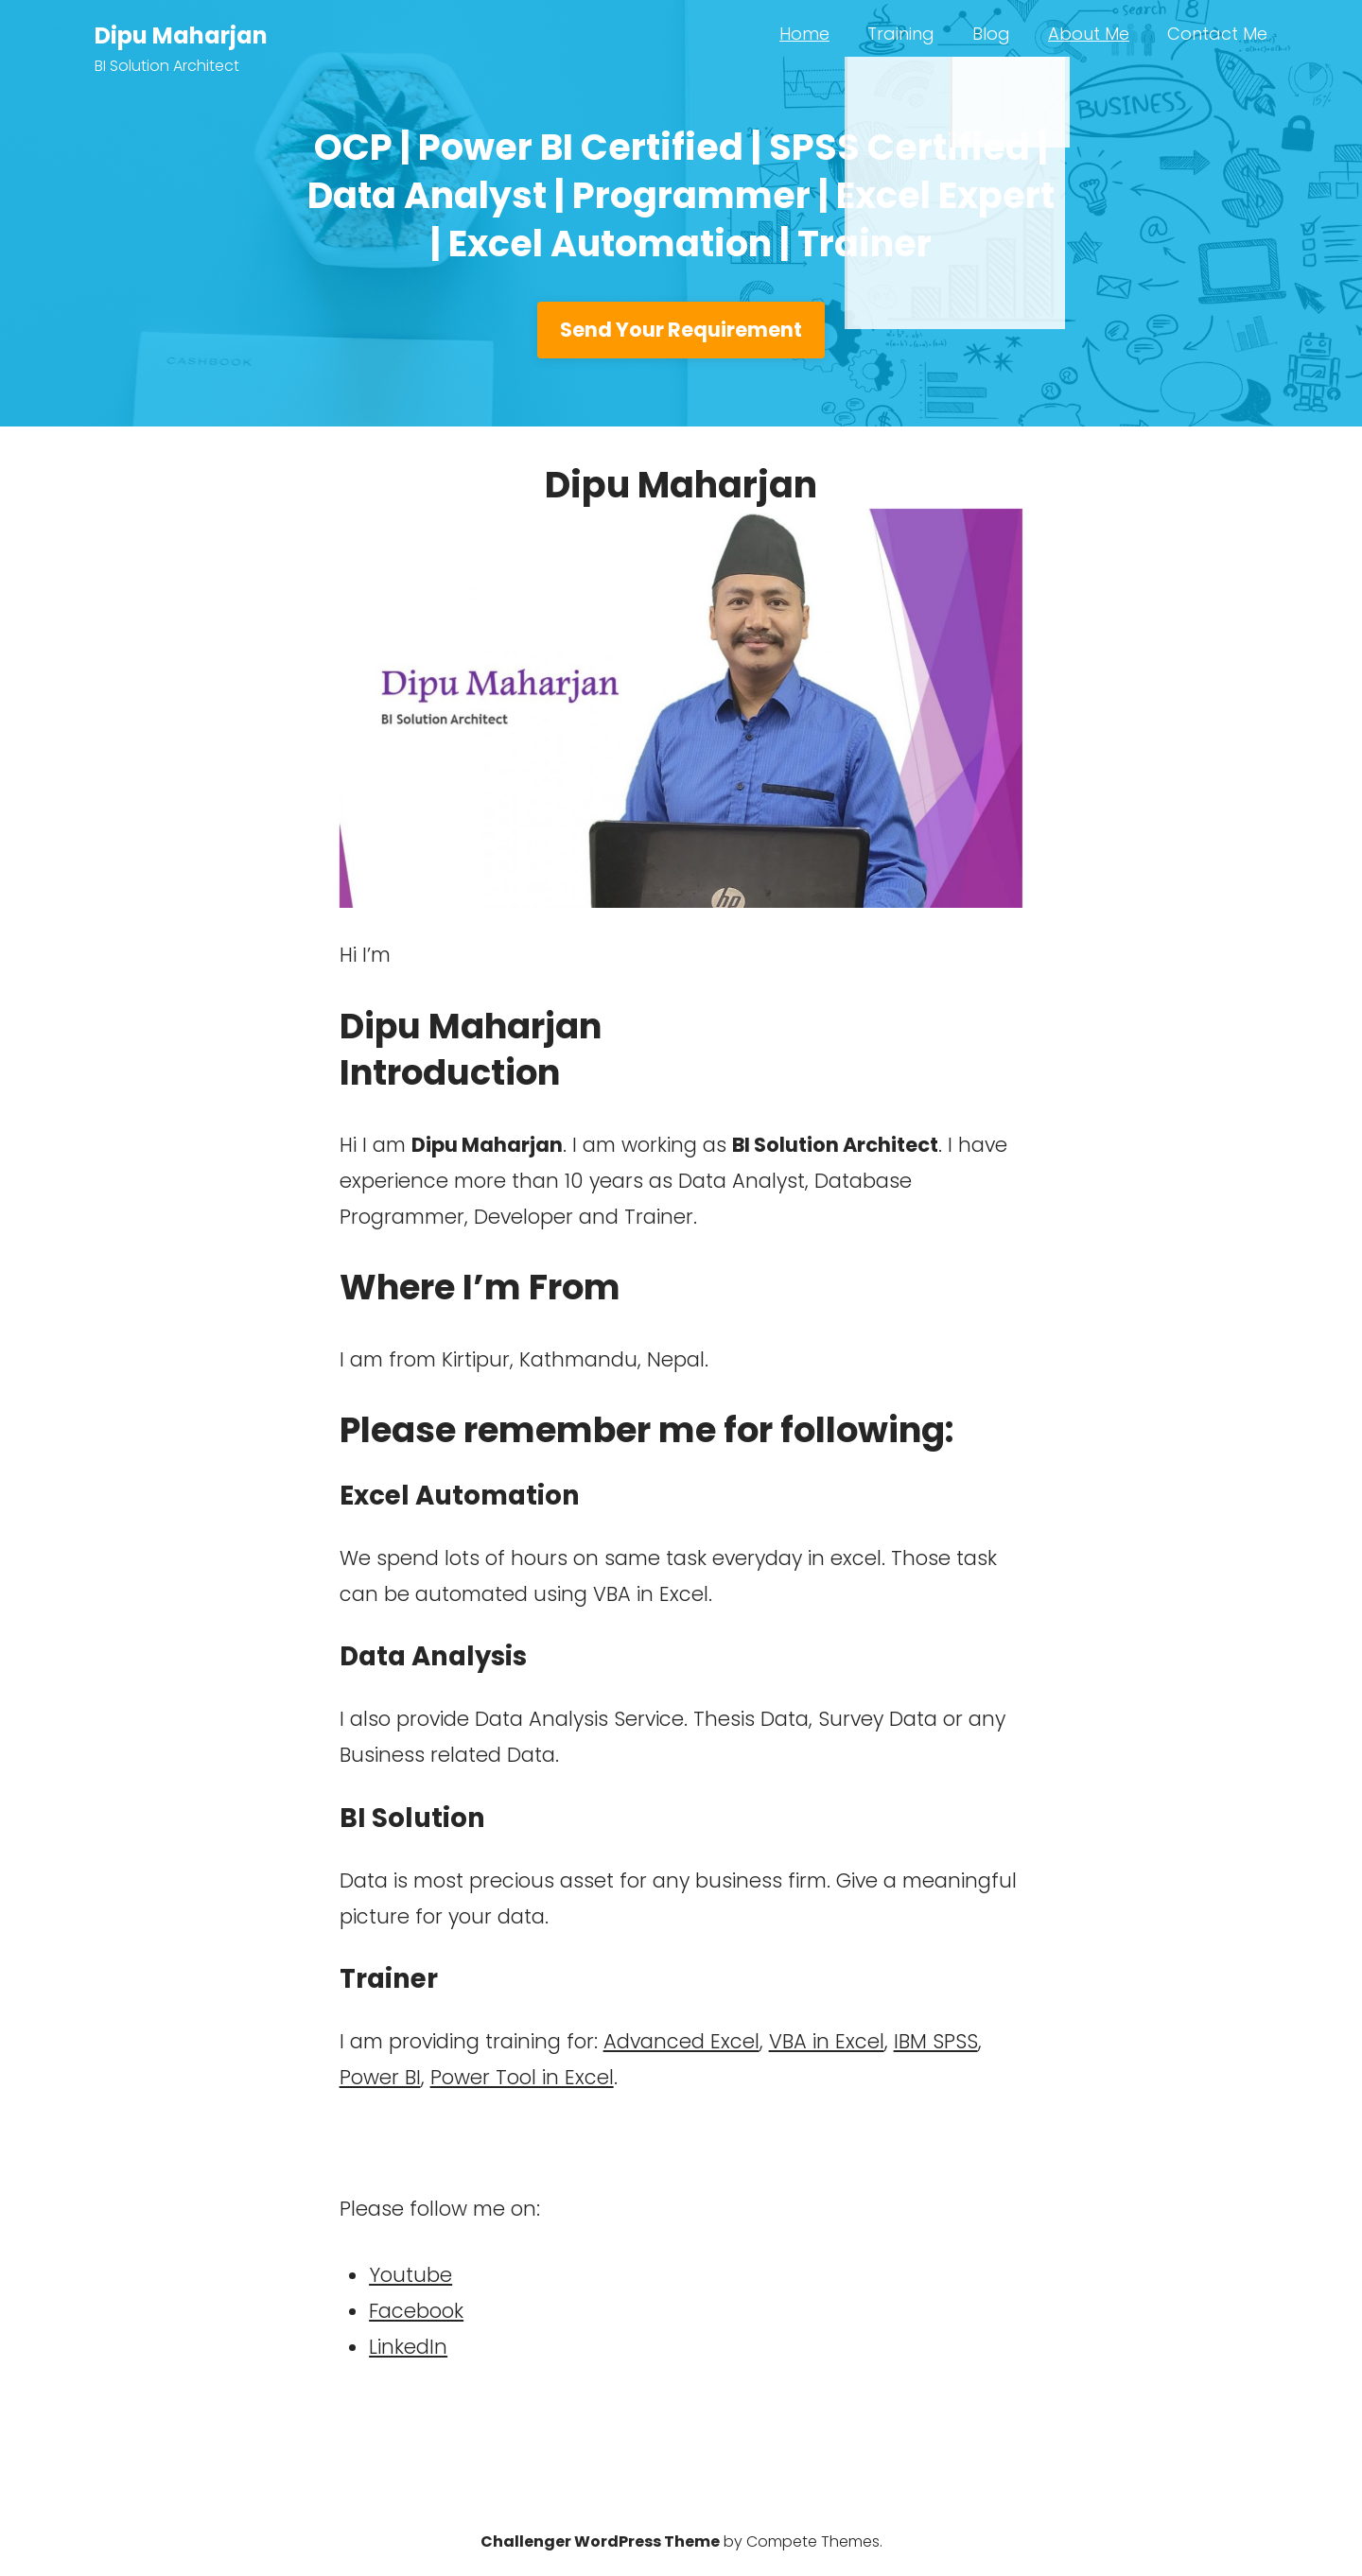 Dipu Maharjan
BI Solution Architect
Home Training Blog About Me Contact Me
OCP | Power BI Certified | SPSS Certified |
Data Analyst | Programmer | Excel Expert
| Excel Automation | Trainer
Send Your Requirement
CASHBOOK
BUSINESS
15%
Dipu Maharjan
Dipu Maharjan
BI Solution Architect
hp
Hi I’m
Dipu Maharjan
Introduction
Hi I am Dipu Maharjan. I am working as BI Solution Architect. I have
experience more than 10 years as Data Analyst, Database
Programmer, Developer and Trainer.
Where I’m From
I am from Kirtipur, Kathmandu, Nepal.
Please remember me for following:
Excel Automation
We spend lots of hours on same task everyday in excel. Those task
can be automated using VBA in Excel.
Data Analysis
I also provide Data Analysis Service. Thesis Data, Survey Data or any
Business related Data.
BI Solution
Data is most precious asset for any business firm. Give a meaningful
picture for your data.
Trainer
I am providing training for: Advanced Excel, VBA in Excel, IBM SPSS,
Power BI, Power Tool in Excel.
Please follow me on:
Youtube
Facebook
LinkedIn
Challenger WordPress Theme by Compete Themes.